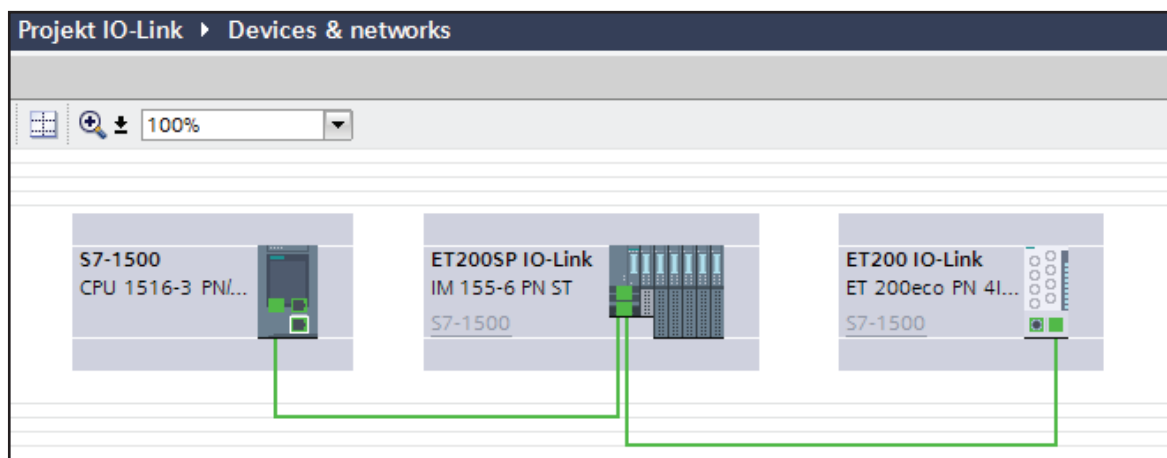 Projekt IO-Link ▸ Devices & networks
100%
S7-1500
CPU 1516-3 PN/...
ET200SP IO-Link
IM 155-6 PN ST
S7-1500
ET200 IO-Link
ET 200eco PN 4I...
S7-1500